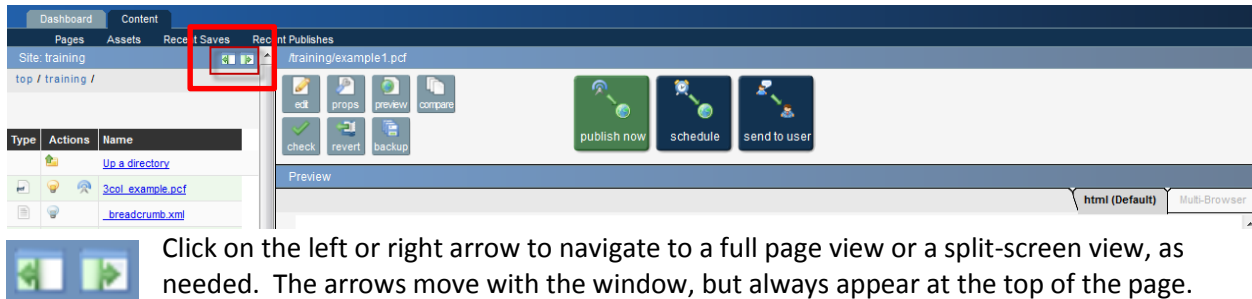 Dashboard Content
Pages Assets Recent Saves Recent Publishes
Site: training /training/example1.pcf
top / training /
edit props preview compare
publish now schedule send to user
check revert backup
Type Actions Name
Up a directory
Preview
3col_example.pcf
html (Default) Multi-Browser
_breadcrumb.xml
Click on the left or right arrow to navigate to a full page view or a split-screen view, as
needed. The arrows move with the window, but always appear at the top of the page.